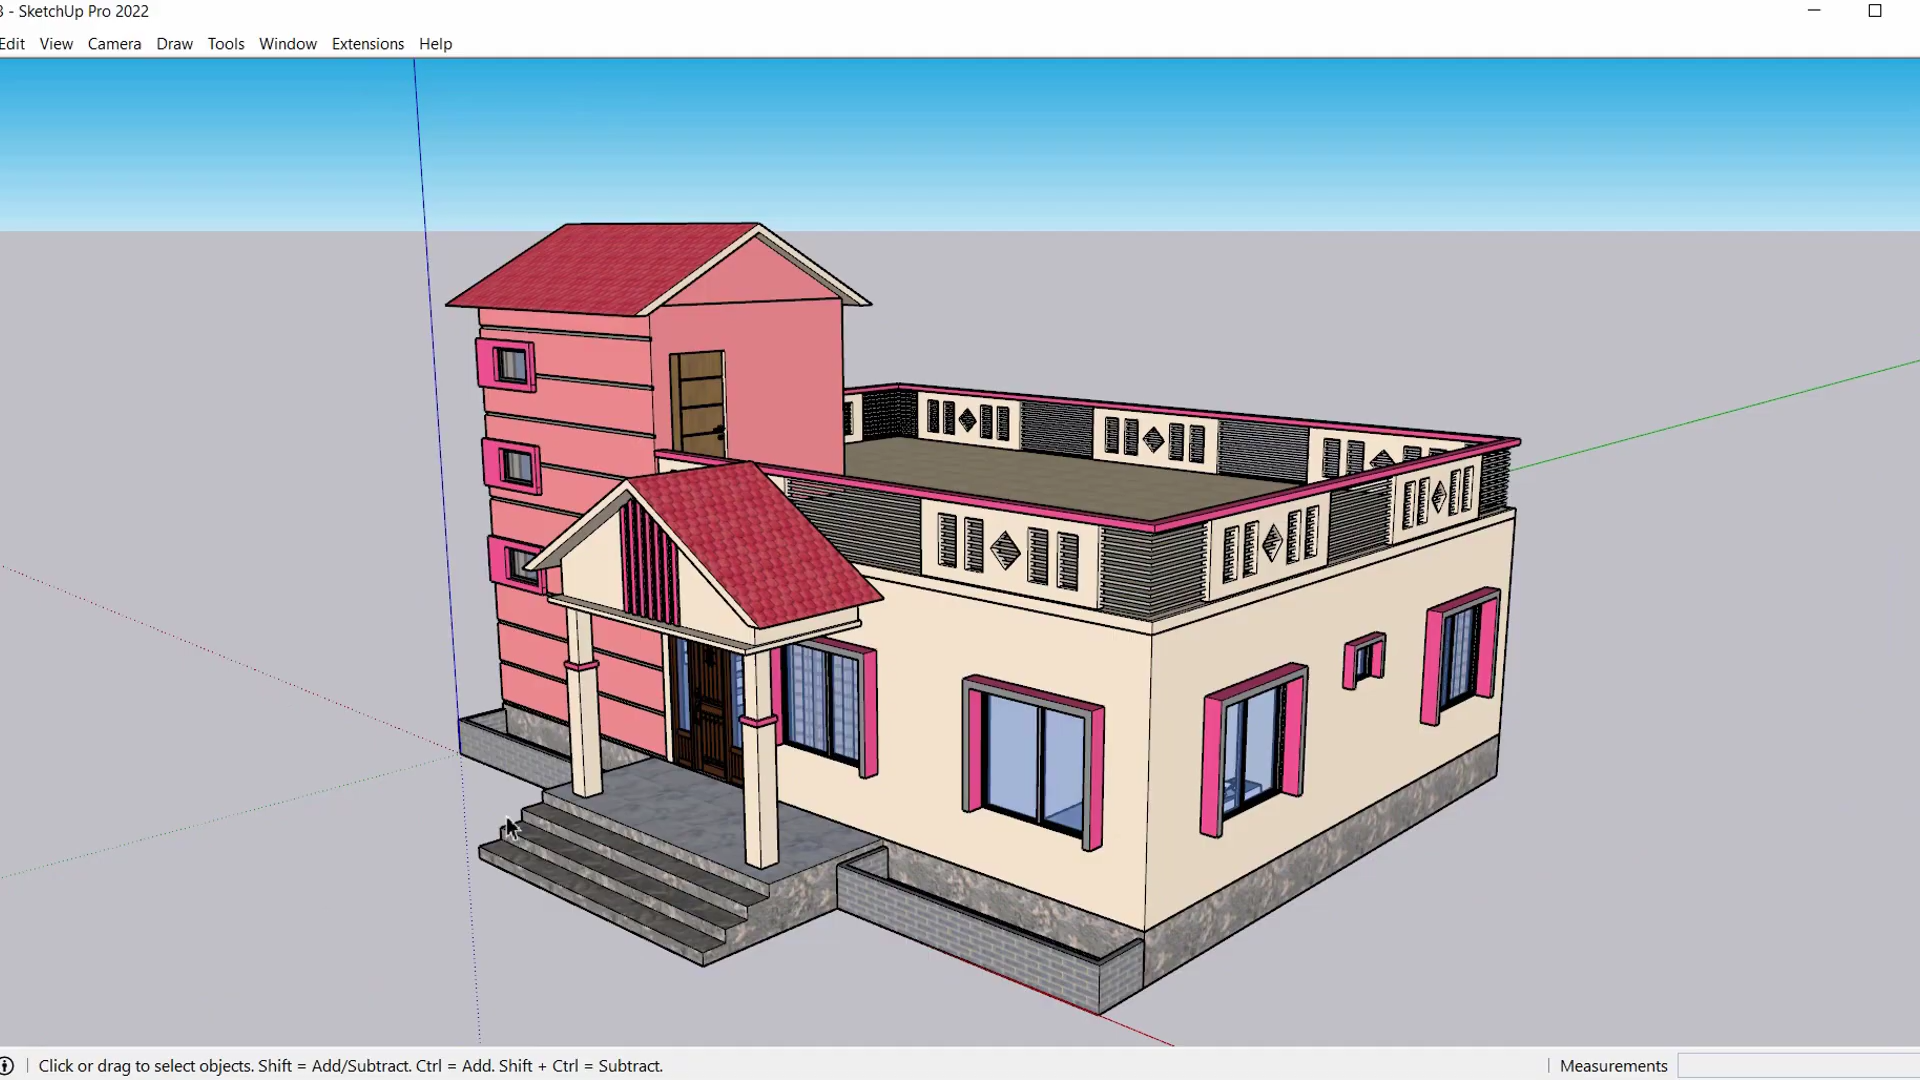 3 - SketchUp Pro 2022
Edit View Camera Draw Tools Window Extensions Help
Click or drag to select objects. Shift = Add/Subtract. Ctrl = Add. Shift + Ctrl = Subtract.
Measurements